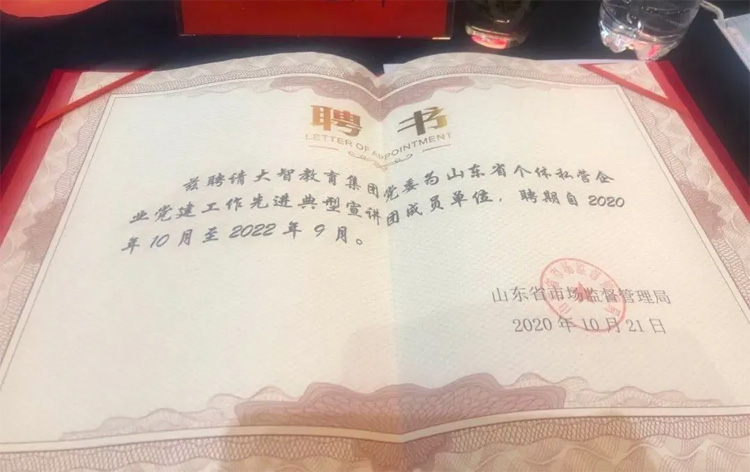 聘书
LETTER OF APPOINTMENT
兹聘请大智教育集团党委为山东省个体私营企
业党建工作先进典型宣讲团成员单位，聘期自2020
年10月至2022年9月。
山东省市场监督管理局
2020年10月21日